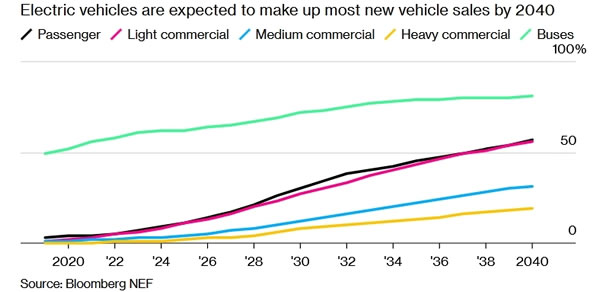 Electric vehicles are expected to make up most new vehicle sales by 2040
Passenger Light commercial Medium commercial Heavy commercial Buses
100%
50
0
2020 '22 '24 '26 '28 '30 '32 '34 '36 '38 2040
Source: Bloomberg NEF